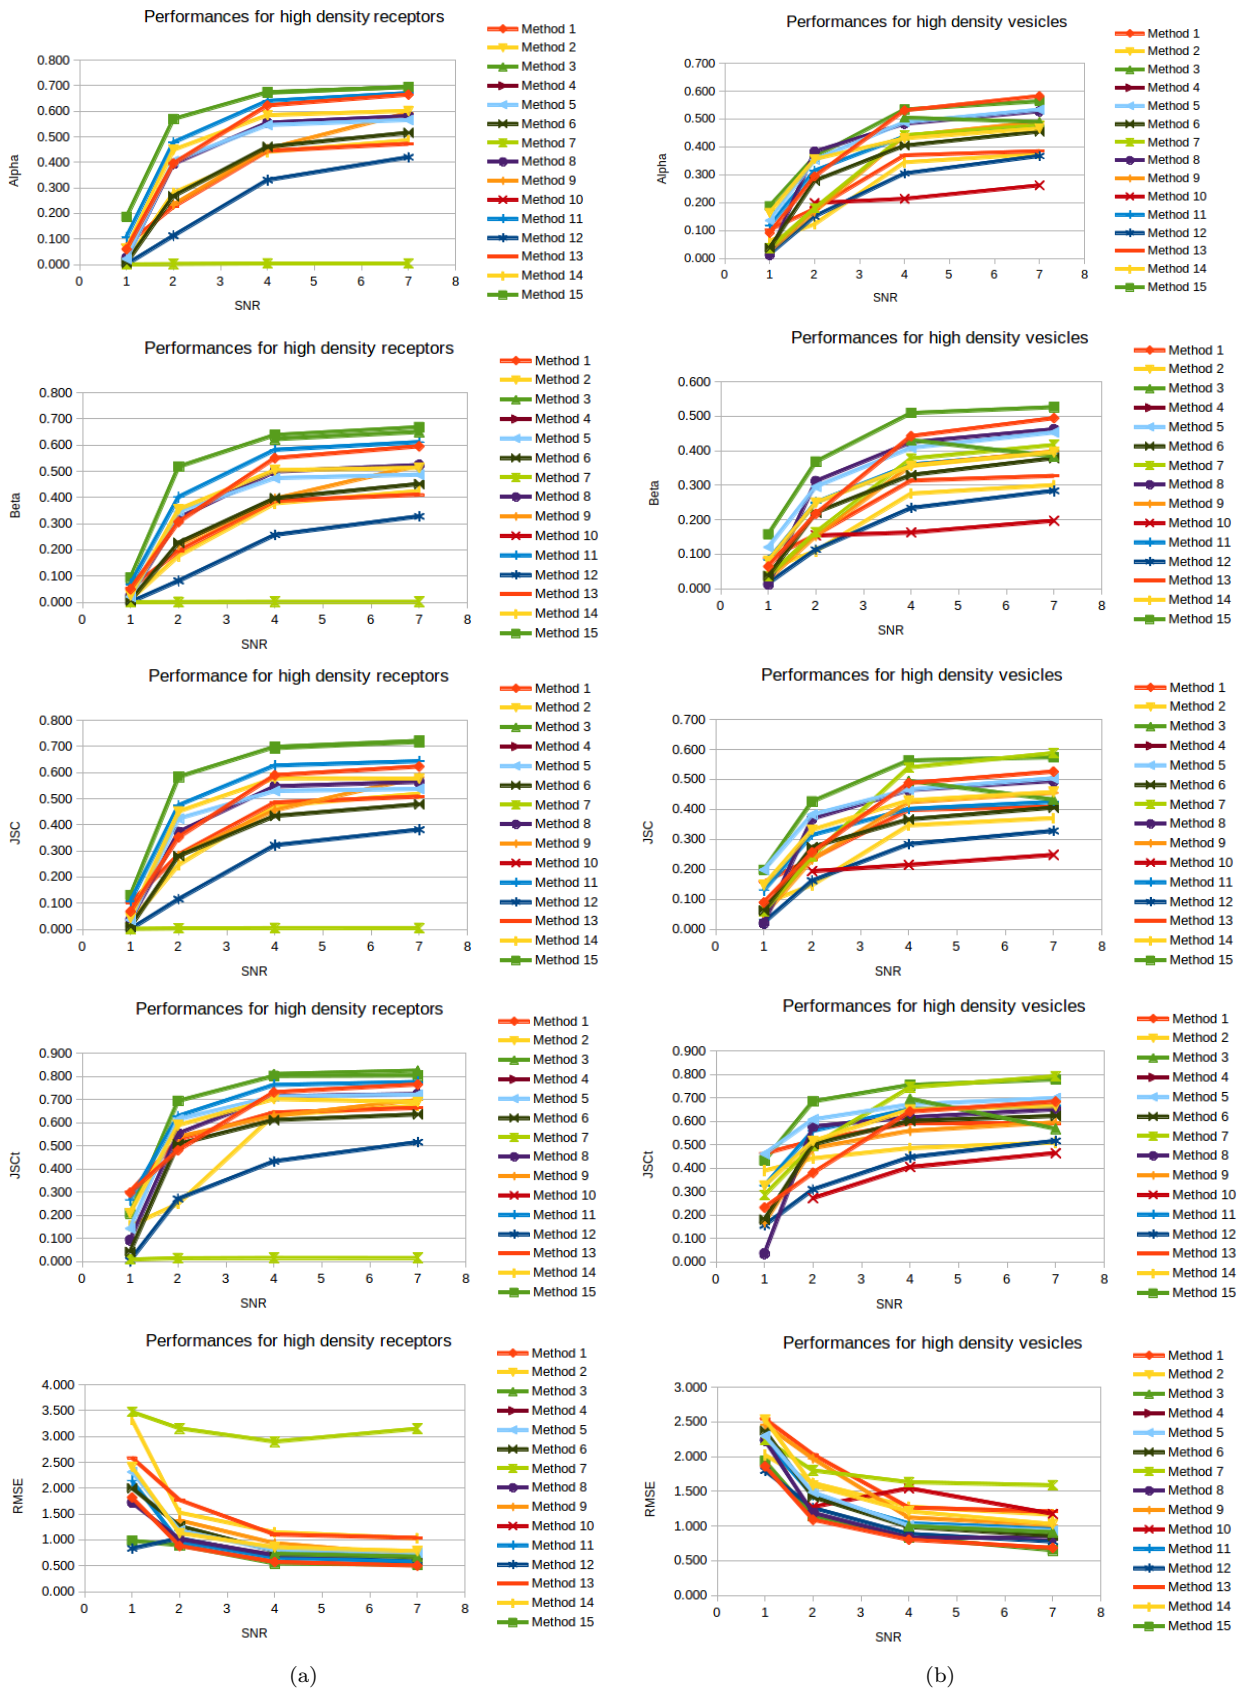 Performances for high density receptors
Alpha
0.800
0.700
0.600
0.500
0.400
0.300
0.200
0.100
0.000
0 1 2 3 4 5 6 7 8
SNR
Method 1
Method 2
Method 3
Method 4
Method 5
Method 6
Method 7
Method 8
Method 9
Method 10
Method 11
Method 12
Method 13
Method 14
Method 15
Performances for high density vesicles
Alpha
0.700
0.600
0.500
0.400
0.300
0.200
0.100
0.000
0 1 2 3 4 5 6 7 8
SNR
Method 1
Method 2
Method 3
Method 4
Method 5
Method 6
Method 7
Method 8
Method 9
Method 10
Method 11
Method 12
Method 13
Method 14
Method 15
Performances for high density receptors
Beta
0.800
0.700
0.600
0.500
0.400
0.300
0.200
0.100
0.000
0 1 2 3 4 5 6 7 8
SNR
Method 1
Method 2
Method 3
Method 4
Method 5
Method 6
Method 7
Method 8
Method 9
Method 10
Method 11
Method 12
Method 13
Method 14
Method 15
Performances for high density vesicles
Beta
0.600
0.500
0.400
0.300
0.200
0.100
0.000
0 1 2 3 4 5 6 7 8
SNR
Method 1
Method 2
Method 3
Method 4
Method 5
Method 6
Method 7
Method 8
Method 9
Method 10
Method 11
Method 12
Method 13
Method 14
Method 15
Performance for high density receptors
JSC
0.800
0.700
0.600
0.500
0.400
0.300
0.200
0.100
0.000
0 1 2 3 4 5 6 7 8
SNR
Method 1
Method 2
Method 3
Method 4
Method 5
Method 6
Method 7
Method 8
Method 9
Method 10
Method 11
Method 12
Method 13
Method 14
Method 15
Performances for high density vesicles
JSC
0.700
0.600
0.500
0.400
0.300
0.200
0.100
0.000
0 1 2 3 4 5 6 7 8
SNR
Method 1
Method 2
Method 3
Method 4
Method 5
Method 6
Method 7
Method 8
Method 9
Method 10
Method 11
Method 12
Method 13
Method 14
Method 15
Performances for high density receptors
JSCt
0.900
0.800
0.700
0.600
0.500
0.400
0.300
0.200
0.100
0.000
0 1 2 3 4 5 6 7 8
SNR
Method 1
Method 2
Method 3
Method 4
Method 5
Method 6
Method 7
Method 8
Method 9
Method 10
Method 11
Method 12
Method 13
Method 14
Method 15
Performances for high density vesicles
JSCt
0.900
0.800
0.700
0.600
0.500
0.400
0.300
0.200
0.100
0.000
0 1 2 3 4 5 6 7 8
SNR
Method 1
Method 2
Method 3
Method 4
Method 5
Method 6
Method 7
Method 8
Method 9
Method 10
Method 11
Method 12
Method 13
Method 14
Method 15
Performances for high density receptors
RMSE
4.000
3.500
3.000
2.500
2.000
1.500
1.000
0.500
0.000
0 1 2 3 4 5 6 7 8
SNR
Method 1
Method 2
Method 3
Method 4
Method 5
Method 6
Method 7
Method 8
Method 9
Method 10
Method 11
Method 12
Method 13
Method 14
Method 15
Performances for high density vesicles
RMSE
3.000
2.500
2.000
1.500
1.000
0.500
0.000
0 1 2 3 4 5 6 7 8
SNR
Method 1
Method 2
Method 3
Method 4
Method 5
Method 6
Method 7
Method 8
Method 9
Method 10
Method 11
Method 12
Method 13
Method 14
Method 15
(a)
(b)